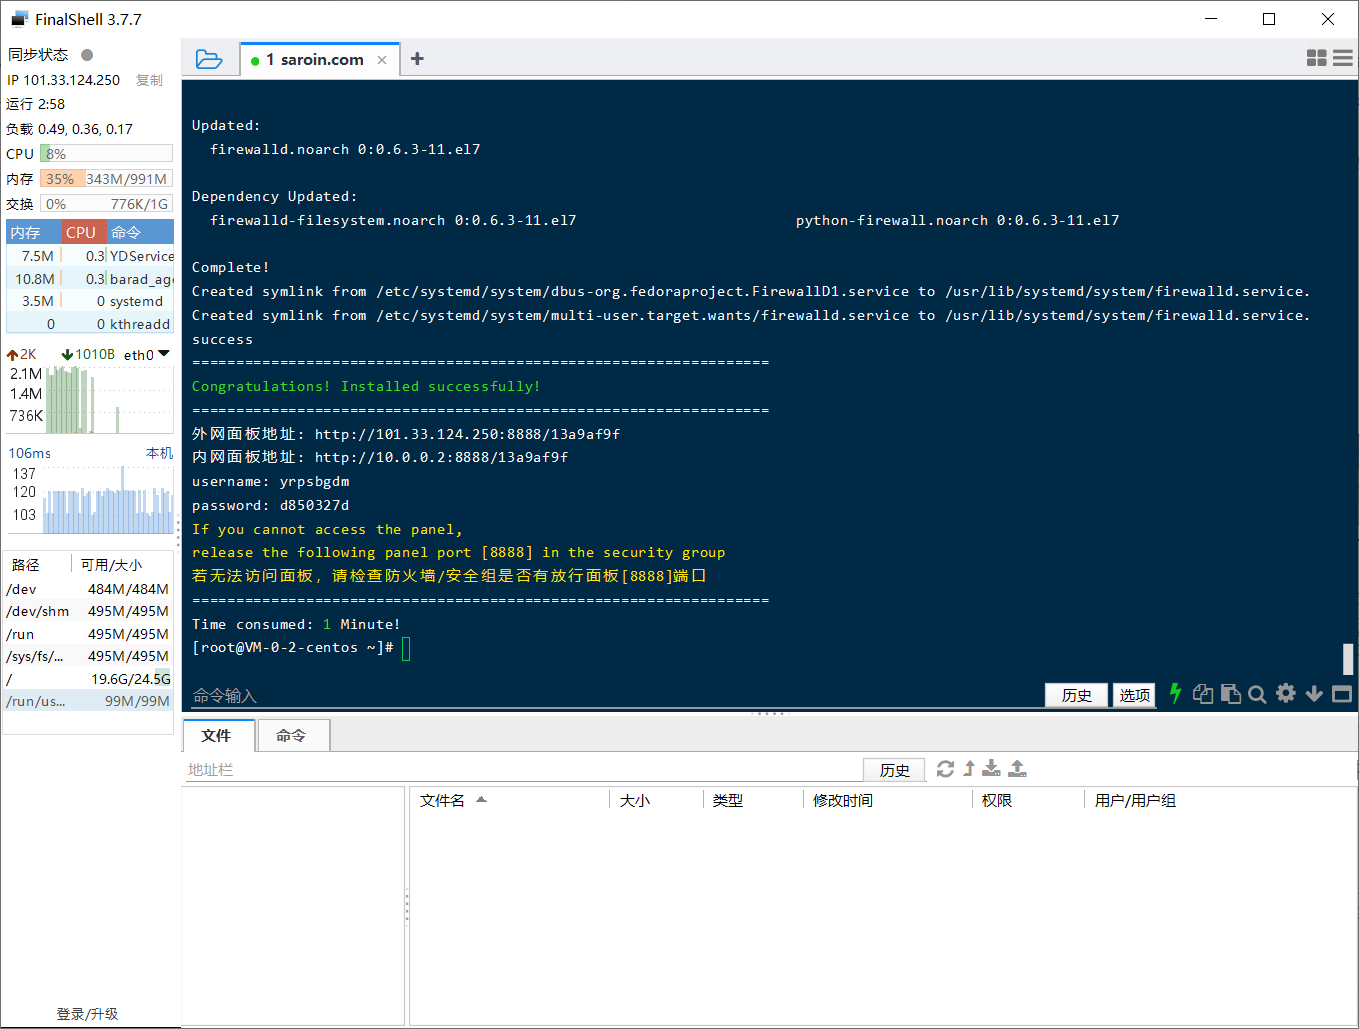 FinalShell 3.7.7
同步状态
IP 101.33.124.250 复制
运行 2:58
负载 0.49, 0.36, 0.17
CPU 8%
内存 35% 343M/991M
交换 0% 776K/1G
内存 CPU 命令
7.5M 0.3 YDService
10.8M 0.3 barad_age
3.5M 0 systemd
0 0 kthreadd
2K 1010B eth0
2.1M
1.4M
736K
106ms 本机
137
120
103
路径 可用/大小
/dev 484M/484M
/dev/shm 495M/495M
/run 495M/495M
/sys/fs/... 495M/495M
/ 19.6G/24.5G
/run/us... 99M/99M
登录/升级
1 saroin.com
Updated:
firewalld.noarch 0:0.6.3-11.el7
Dependency Updated:
firewalld-filesystem.noarch 0:0.6.3-11.el7 python-firewall.noarch 0:0.6.3-11.el7
Complete!
Created symlink from /etc/systemd/system/dbus-org.fedoraproject.FirewallD1.service to /usr/lib/systemd/system/firewalld.service.
Created symlink from /etc/systemd/system/multi-user.target.wants/firewalld.service to /usr/lib/systemd/system/firewalld.service.
success
==================================================================
Congratulations! Installed successfully!
==================================================================
外网面板地址: http://101.33.124.250:8888/13a9af9f
内网面板地址: http://10.0.0.2:8888/13a9af9f
username: yrpsbgdm
password: d850327d
If you cannot access the panel,
release the following panel port [8888] in the security group
若无法访问面板，请检查防火墙/安全组是否有放行面板[8888]端口
==================================================================
Time consumed: 1 Minute!
[root@VM-0-2-centos ~]#
命令输入 历史 选项
文件 命令
地址栏 历史
文件名 大小 类型 修改时间 权限 用户/用户组